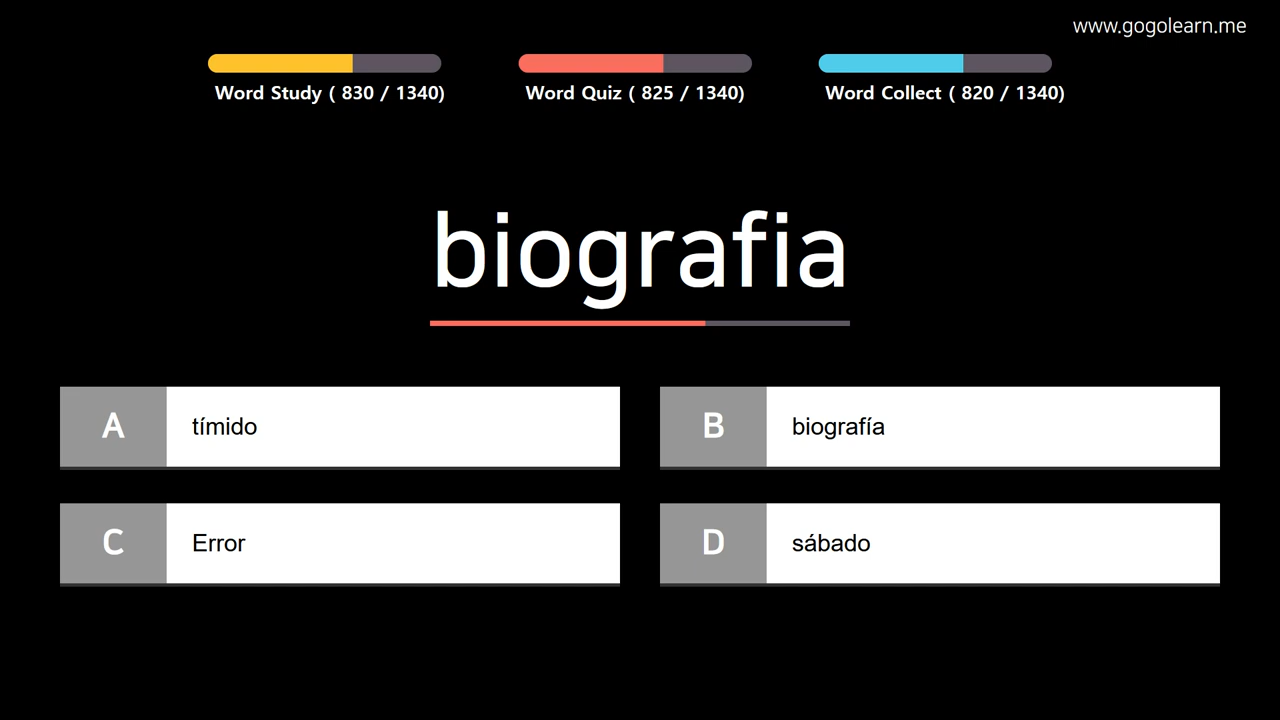 www.gogolearn.me
Word Study ( 830 / 1340)
Word Quiz ( 825 / 1340)
Word Collect ( 820 / 1340)
biografia
A tímido
B biografía
C Error
D sábado